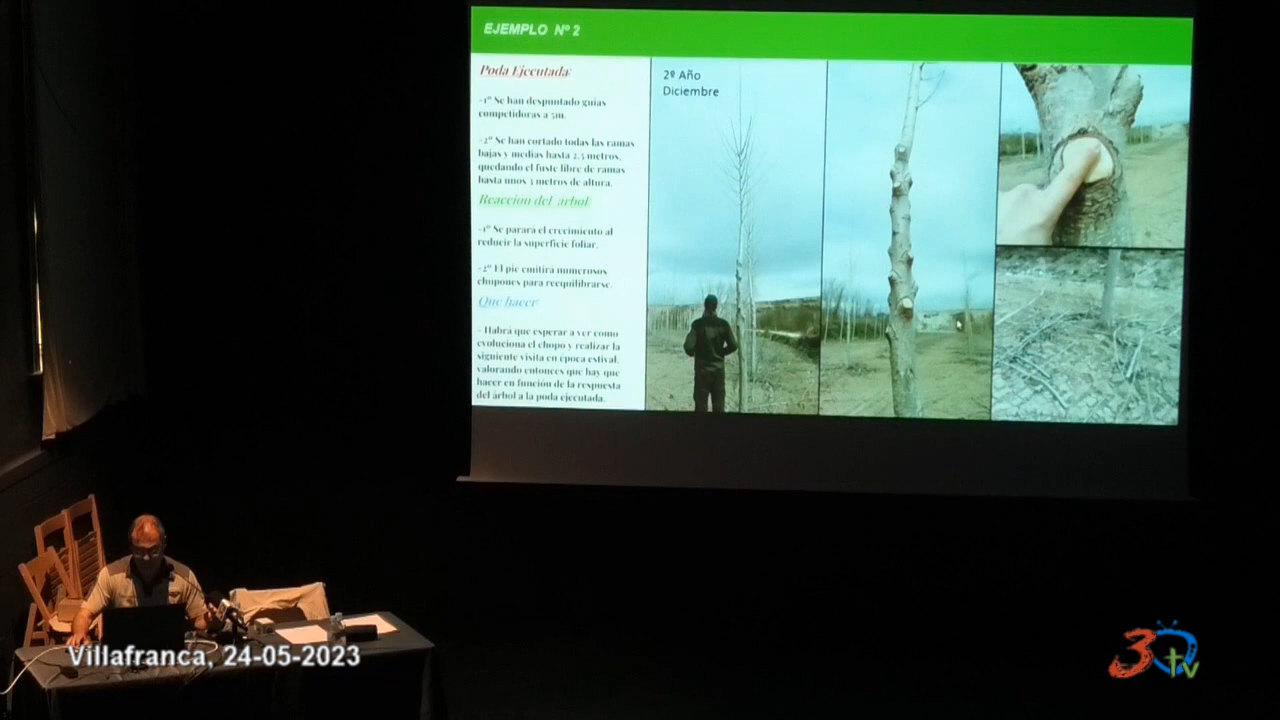 EJEMPLO Nº 2
Poda Ejecutada:
-1º Se han despuntado guías
competidoras a 5m.
-2º Se han cortado todas las ramas
bajas y medias hasta 2,5 metros,
quedando el fuste libre de ramas
hasta unos 3 metros de altura.
Reacción del árbol:
-1º Se parará el crecimiento al
reducir la superficie foliar.
-2º El pie emitirá numerosos
chupones para reequilibrarse.
Que hacer:
- Habrá que esperar a ver como
evoluciona el chopo y realizar la
siguiente visita en época estival,
valorando entonces que hay que
hacer en función de la respuesta
del árbol a la poda ejecutada.
2º Año
Diciembre
Villafranca, 24-05-2023
3 tv